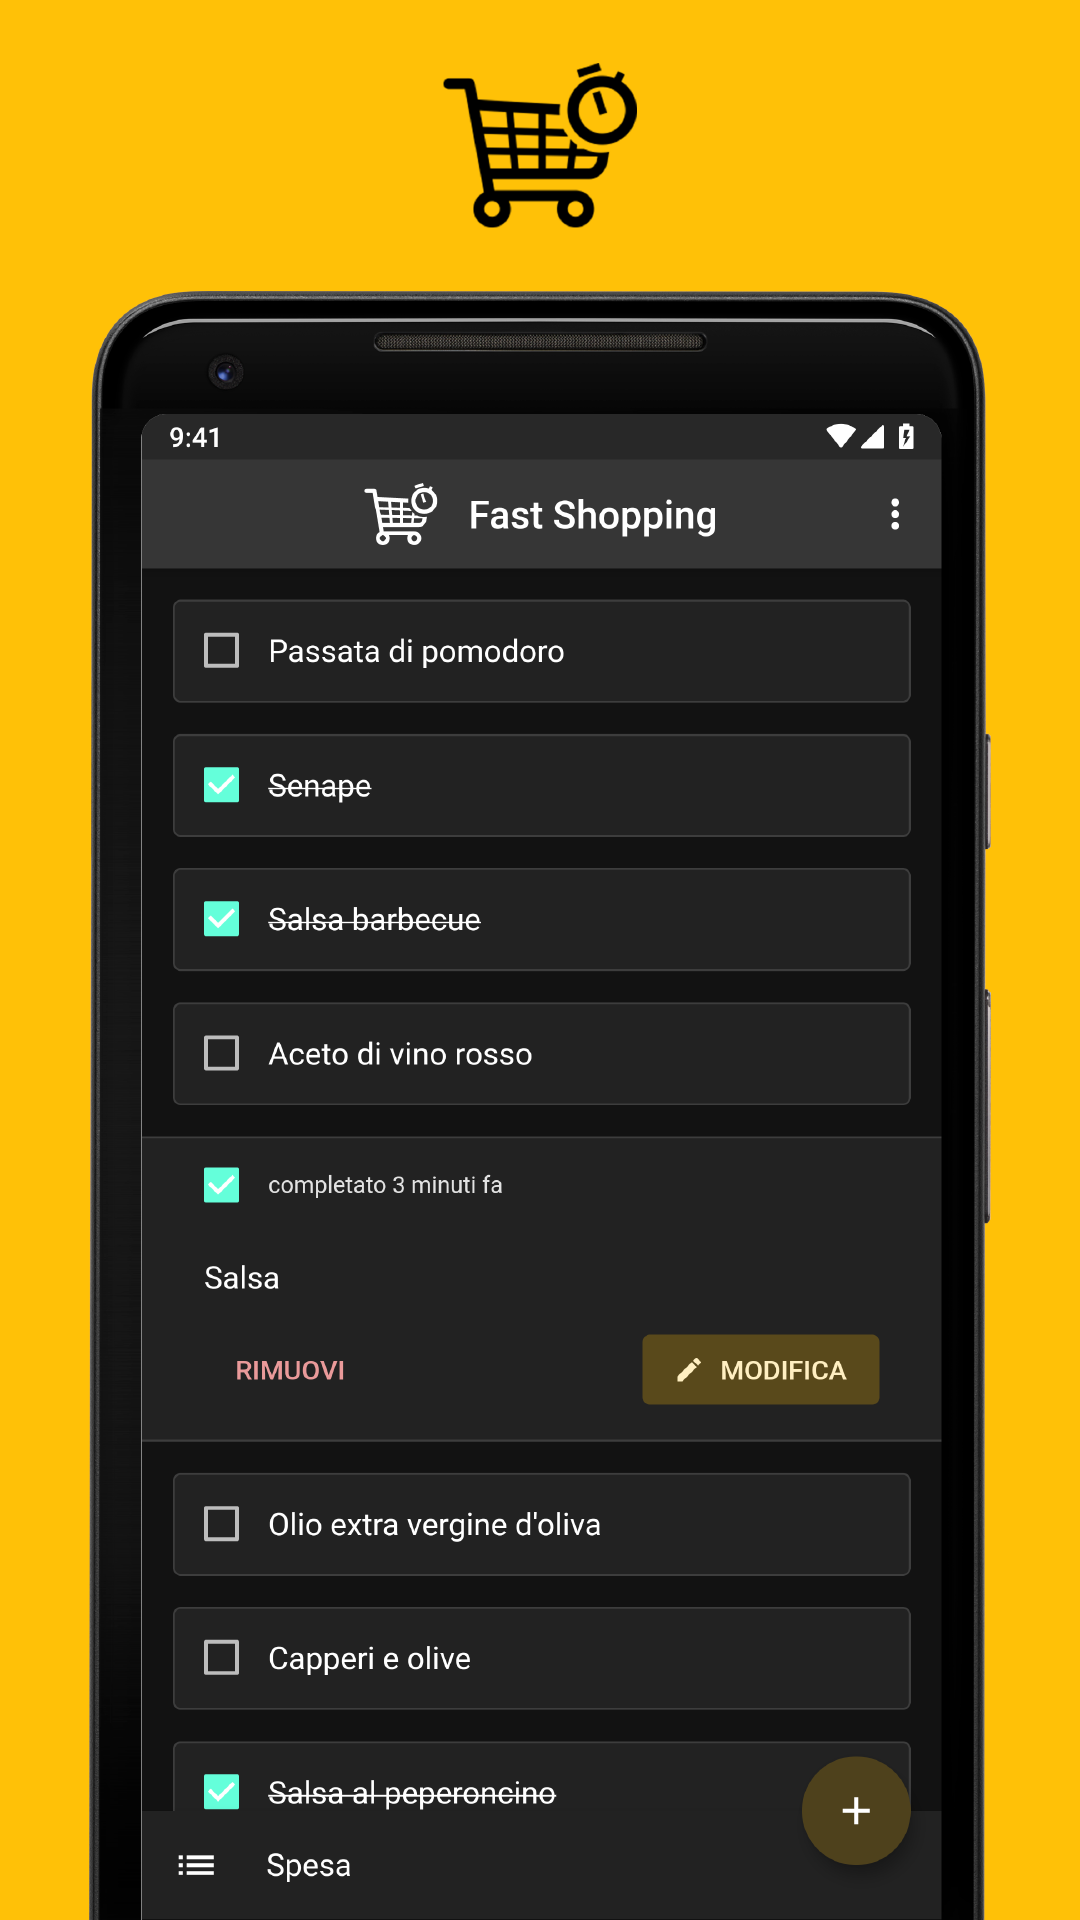 9:41
Fast Shopping
Passata di pomodoro
Senape
Salsa barbecue
Aceto di vino rosso
completato 3 minuti fa
Salsa
RIMUOVI
MODIFICA
Olio extra vergine d'oliva
Capperi e olive
Salsa al peperoncino
Spesa